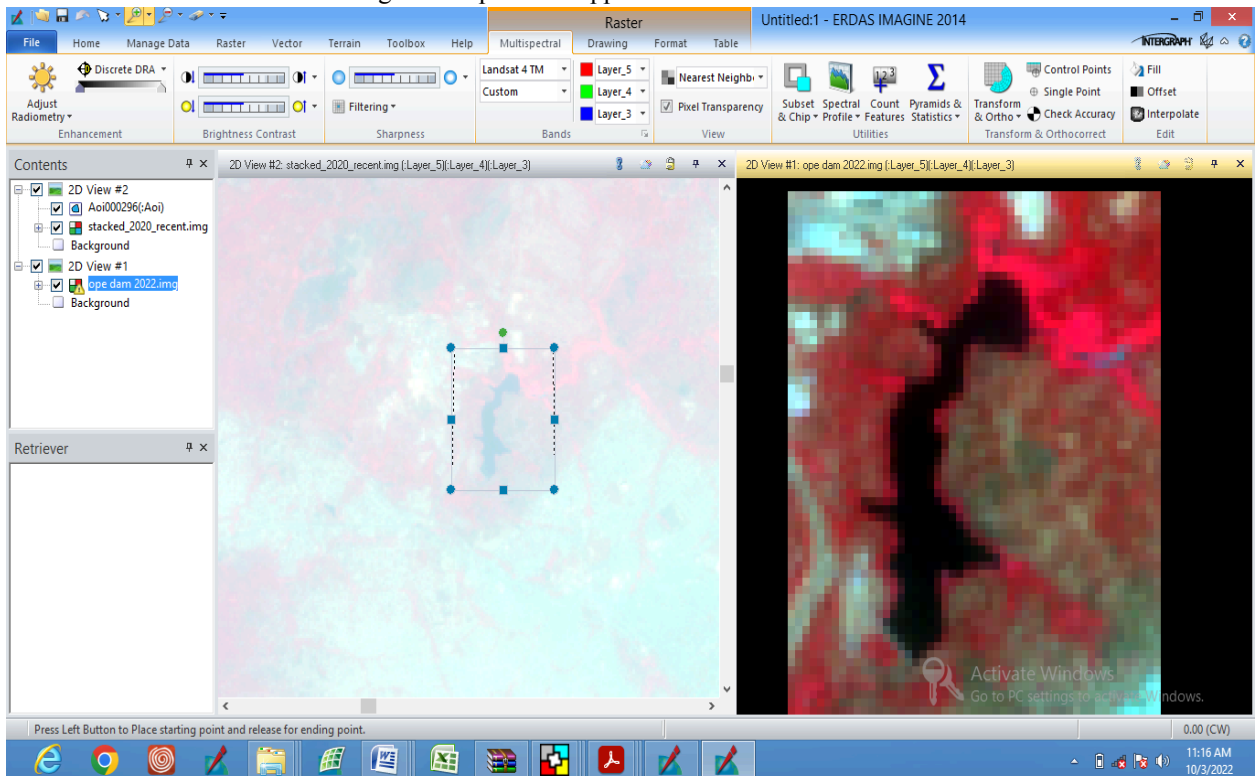 Raster
Untitled:1 - ERDAS IMAGINE 2014
File Home Manage Data Raster Vector Terrain Toolbox Help Multispectral Drawing Format Table
INTERGRAPH
Discrete DRA
Adjust
Radiometry
Filtering
Landsat 4 TM
Custom
Layer_5
Layer_4
Layer_3
Nearest Neighb
Pixel Transparency
Subset
& Chip
Spectral
Profile
Count
Features
Pyramids &
Statistics
Transform
& Ortho
Control Points
Single Point
Check Accuracy
Fill
Offset
Interpolate
Enhancement Brightness Contrast Sharpness Bands View Utilities Transform & Orthocorrect Edit
Contents
2D View #2
Aoi000296(:Aoi)
stacked_2020_recent.img
Background
2D View #1
ope dam 2022.img
Background
Retriever
2D View #2: stacked_2020_recent.img (:Layer_5)(:Layer_4)(:Layer_3)
2D View #1: ope dam 2022.img (:Layer_5)(:Layer_4)(:Layer_3)
Activate Windows
Go to PC settings to activate Windows.
Press Left Button to Place starting point and release for ending point.
0.00 (CW)
11:16 AM
10/3/2022